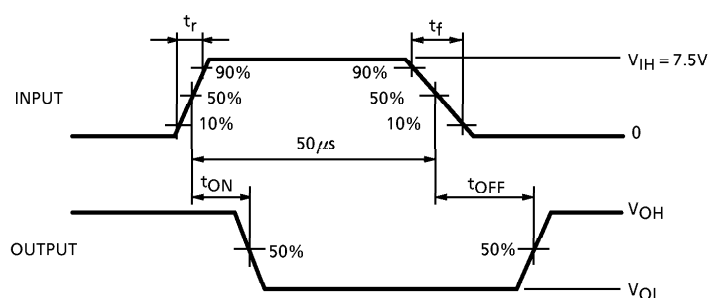 tr
tf
VIH = 7.5V
90%
90%
INPUT
50%
50%
10%
10%
0
50μs
tON
tOFF
VOH
OUTPUT
50%
50%
VOL